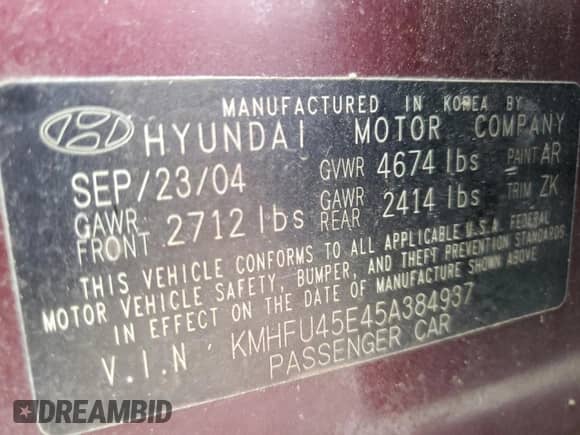 MANUFACTURED IN KOREA BY
HYUNDAI MOTOR COMPANY
SEP/23/04 GVWR 4674 lbs PAINT AR
GAWR FRONT 2712 lbs GAWR REAR 2414 lbs TRIM ZK
THIS VEHICLE CONFORMS TO ALL APPLICABLE U.S.A. FEDERAL
MOTOR VEHICLE SAFETY, BUMPER, AND THEFT PREVENTION STANDARDS
IN EFFECT ON THE DATE OF MANUFACTURE SHOWN ABOVE
V.I.N KMHFU45E45A384937
PASSENGER CAR
DREAMBID